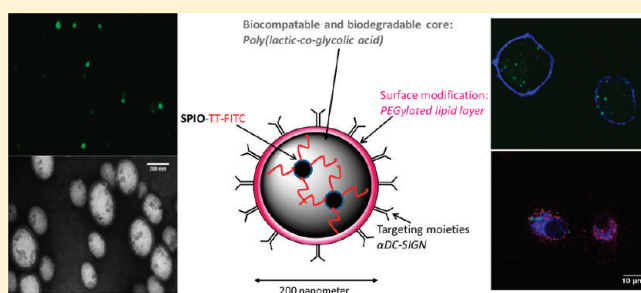 Biocompatable and biodegradable core:
Poly(lactic-co-glycolic acid)
Surface modification:
PEGylated lipid layer
SPIO-TT-FITC
200 nm
Targeting moieties
αDC-SIGN
10 µm
200 nanometer